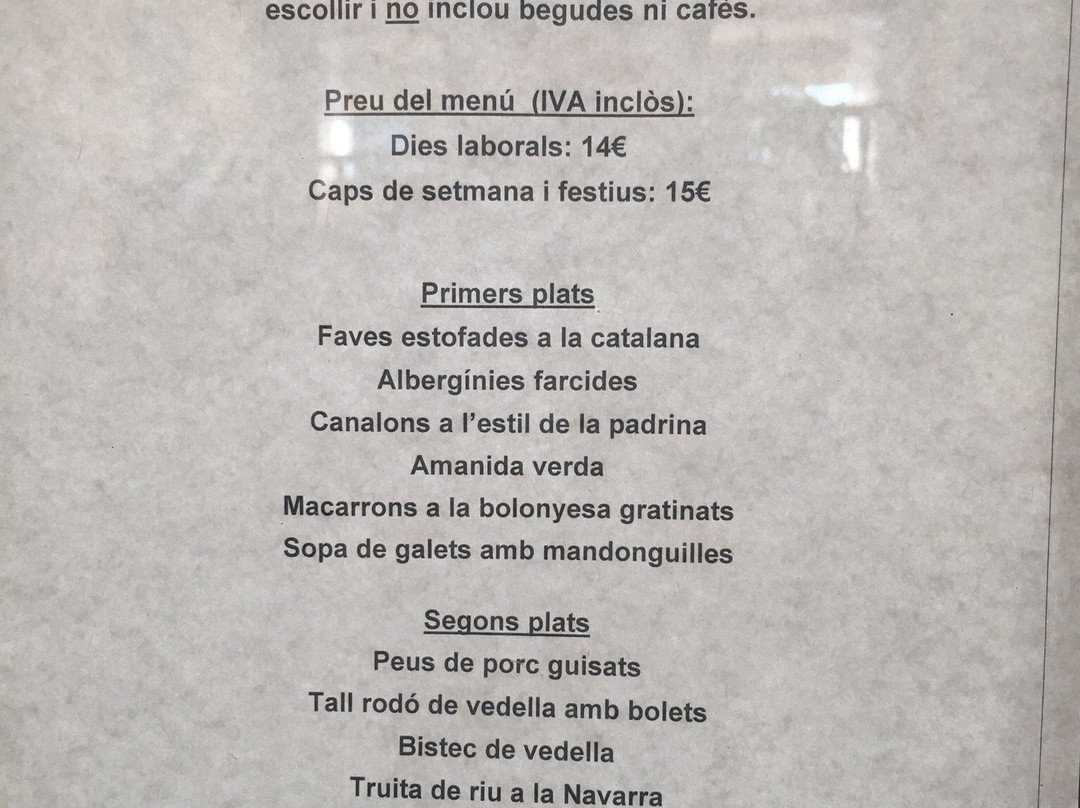 escollir i no inclou begudes ni cafés.
Preu del menú (IVA inclòs):
Dies laborals: 14€
Caps de setmana i festius: 15€
Primers plats
Faves estofades a la catalana
Albergínies farcides
Canalons a l’estil de la padrina
Amanida verda
Macarrons a la bolonyesa gratinats
Sopa de galets amb mandonguilles
Segons plats
Peus de porc guisats
Tall rodó de vedella amb bolets
Bistec de vedella
Truita de riu a la Navarra